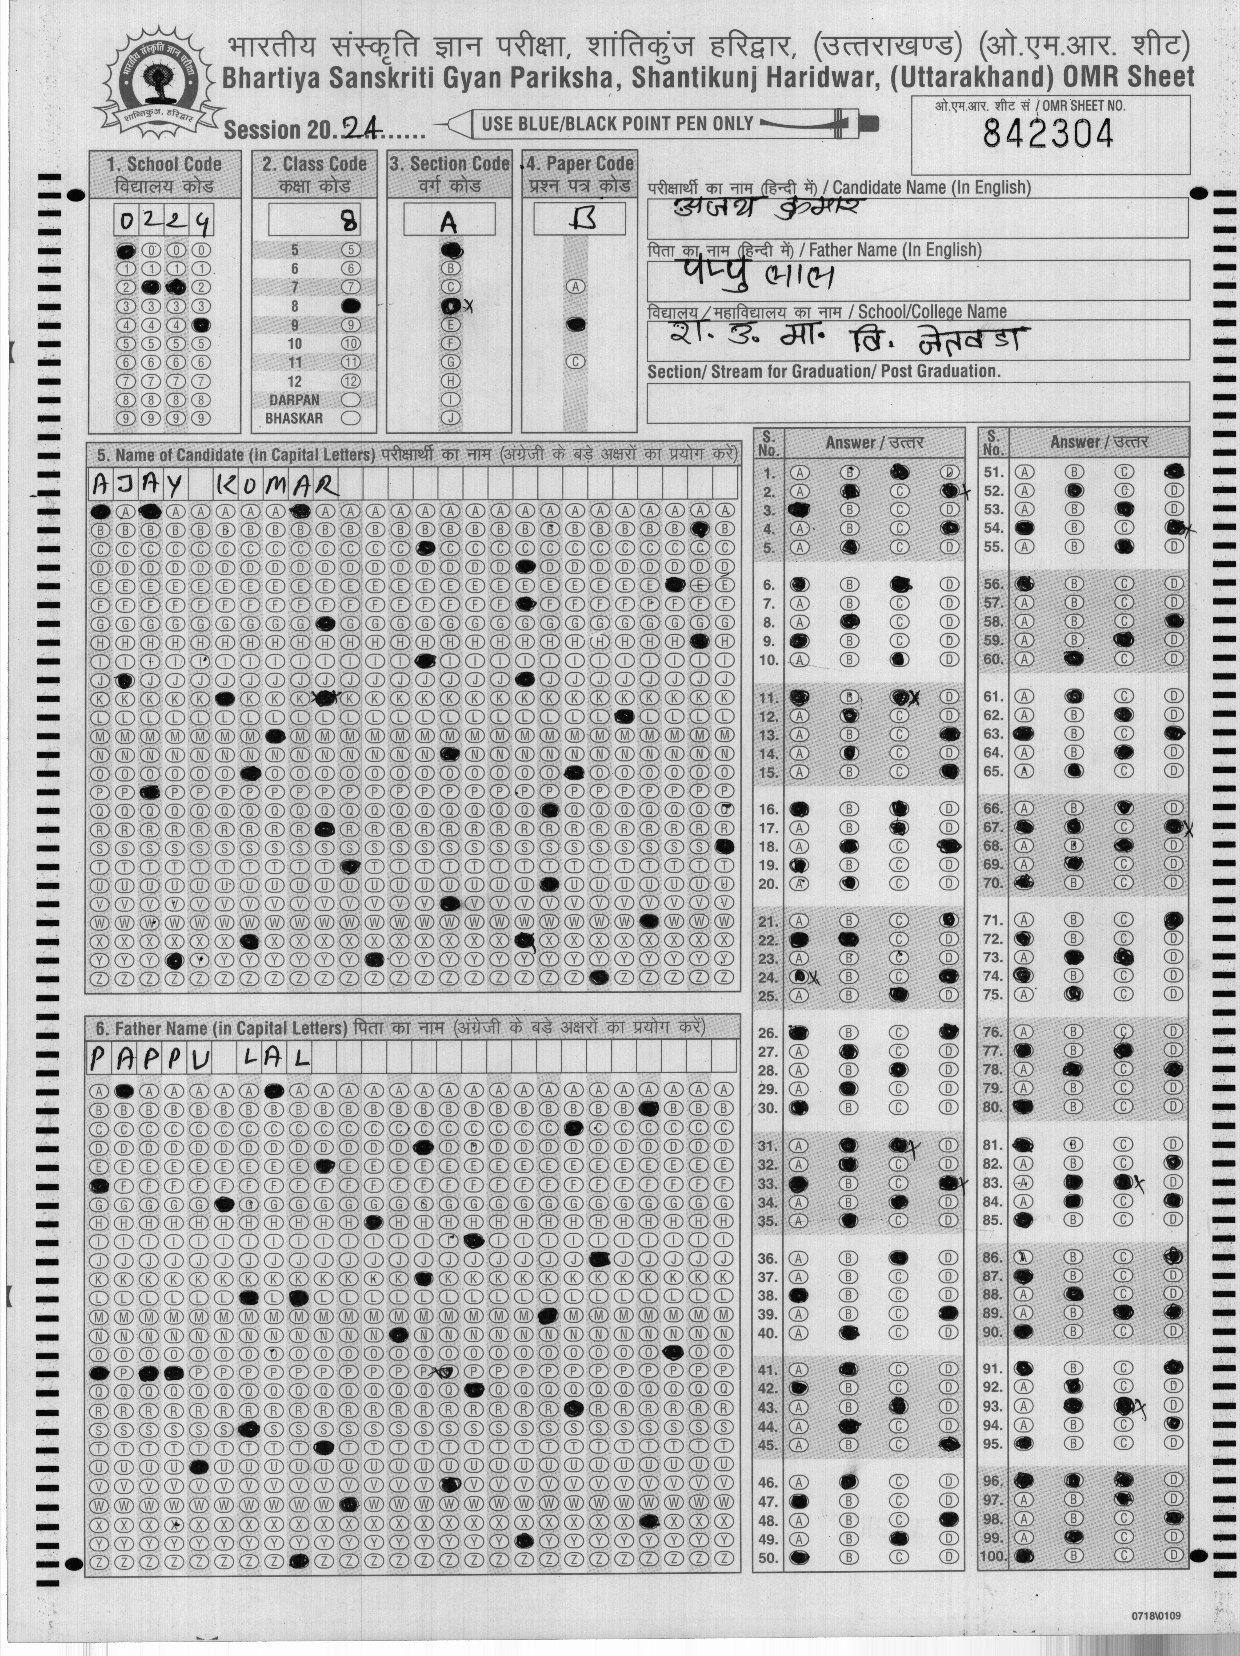 भारतीय संस्कृति ज्ञान परीक्षा, शांतिकुंज हरिद्वार, (उत्तराखण्ड) (ओ.एम.आर. शीट)
Bhartiya Sanskriti Gyan Pariksha, Shantikunj Haridwar, (Uttarakhand) OMR Sheet
Session 2024
USE BLUE/BLACK POINT PEN ONLY
ओ.एम.आर. शीट सं / OMR SHEET NO.
842304
1. School Code
विद्यालय कोड
0224
2. Class Code
कक्षा कोड
8
3. Section Code
वर्ग कोड
A
4. Paper Code
प्रश्न पत्र कोड
B
5
6
7
8
9
10
11
12
DARPAN
BHASKAR
परीक्षार्थी का नाम (हिन्दी में) / Candidate Name (In English)
अजय कुमार
पिता का नाम (हिन्दी में) / Father Name (In English)
पप्पु लाल
विद्यालय/महाविद्यालय का नाम / School/College Name
रा. उ. मा. वि. जेतवडा
Section/ Stream for Graduation/ Post Graduation.
5. Name of Candidate (in Capital Letters) परीक्षार्थी का नाम (अंग्रेजी के बड़े अक्षरों का प्रयोग करें)
AJAY KOMAR
6. Father Name (in Capital Letters) पिता का नाम (अंग्रेजी के बड़े अक्षरों का प्रयोग करें)
PAPPU LAL
S. No.
Answer / उत्तर
S. No.
Answer / उत्तर
0718\0109